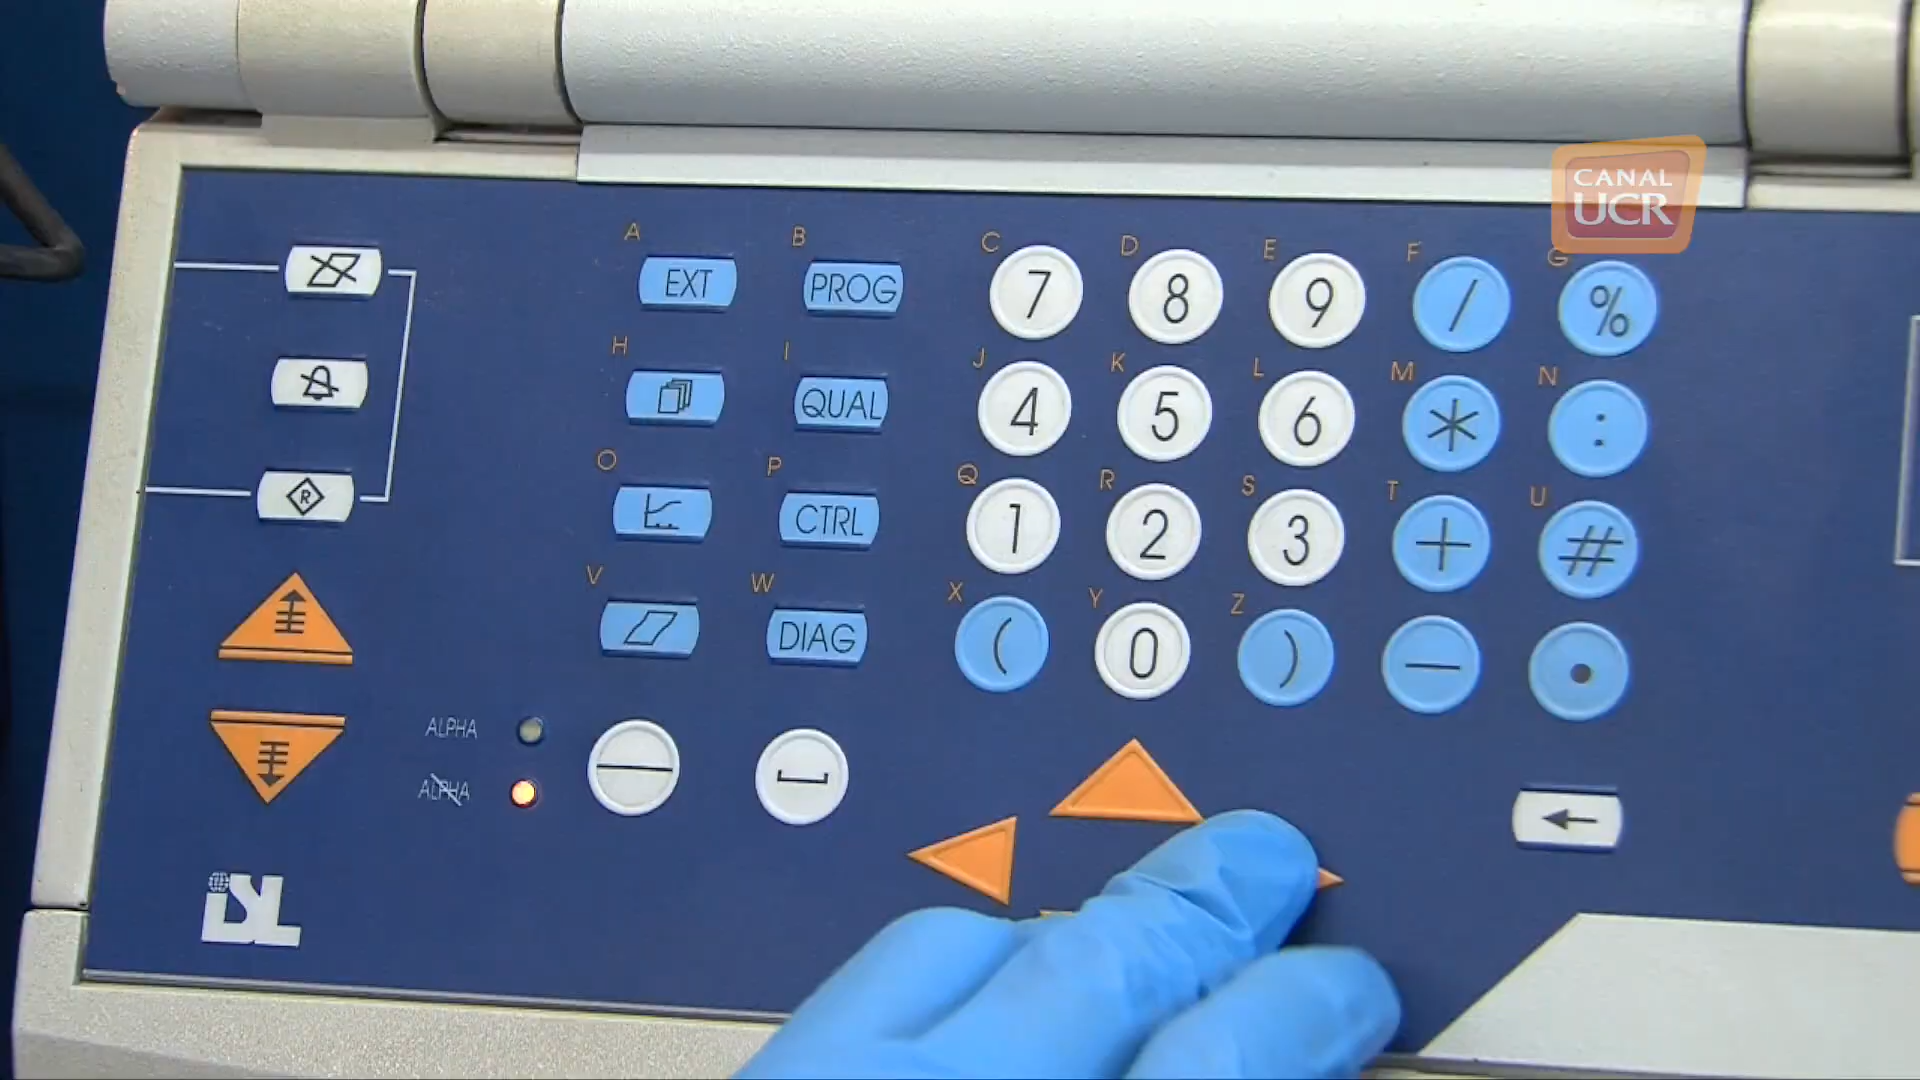 CANAL
UCR
A B C D E F G
EXT PROG 7 8 9 / %
H I J K L M N
QUAL 4 5 6 * :
O P Q R S T U
R CTRL 1 2 3 + #
V W X Y Z
DIAG ( 0 ) — •
ALPHA
ALPHA
iSL